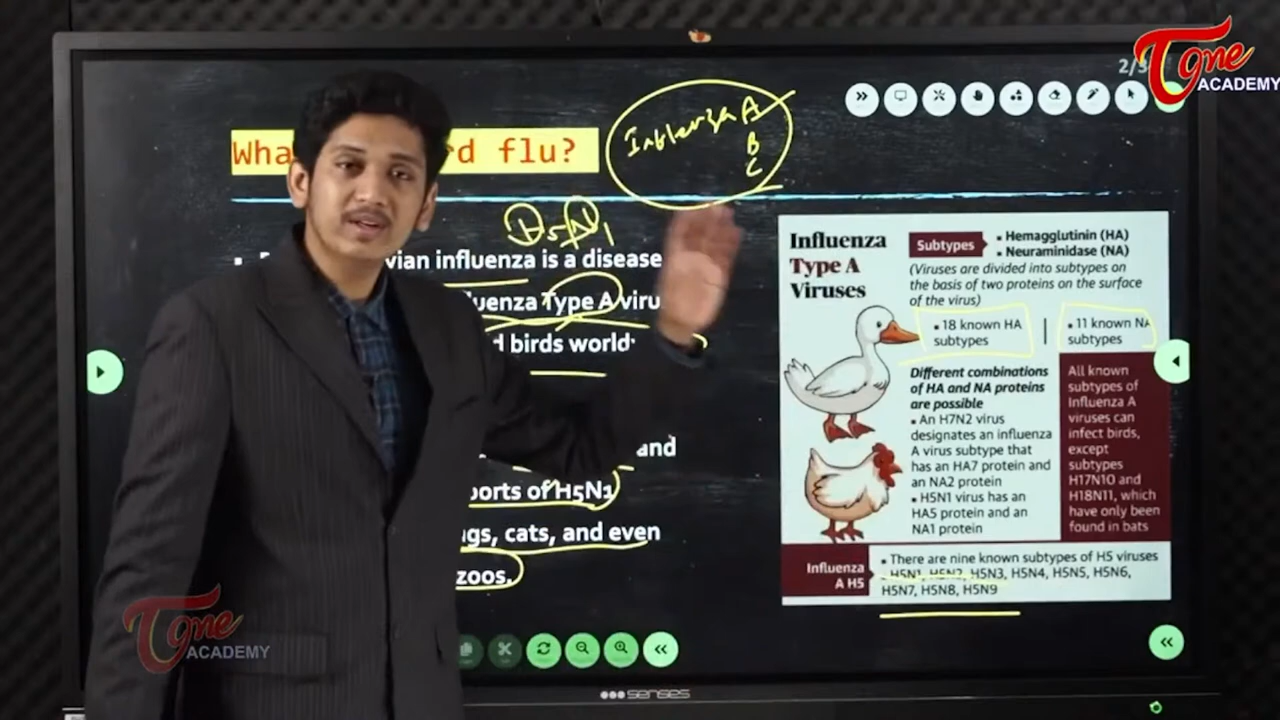 Tone
ACADEMY
2/3
Wha rd flu?
Influenza A
B
C
H5N1
vian influenza is a disease
uenza Type A viru
d birds world
and
ports of H5N1
gs, cats, and even
zoos.
Influenza
Type A
Viruses
Subtypes
• Hemagglutinin (HA)
• Neuraminidase (NA)
(Viruses are divided into subtypes on
the basis of two proteins on the surface
of the virus)
• 18 known HA
subtypes
• 11 known NA
subtypes
Different combinations
of HA and NA proteins
are possible
• An H7N2 virus
designates an influenza
A virus subtype that
has an HA7 protein and
an NA2 protein
• H5N1 virus has an
HA5 protein and an
NA1 protein
All known
subtypes of
Influenza A
viruses can
infect birds,
except
subtypes
H17N10 and
H18N11, which
have only been
found in bats
Influenza
A H5
• There are nine known subtypes of H5 viruses
H5N1, H5N2, H5N3, H5N4, H5N5, H5N6,
H5N7, H5N8, H5N9
Tone
ACADEMY
senses